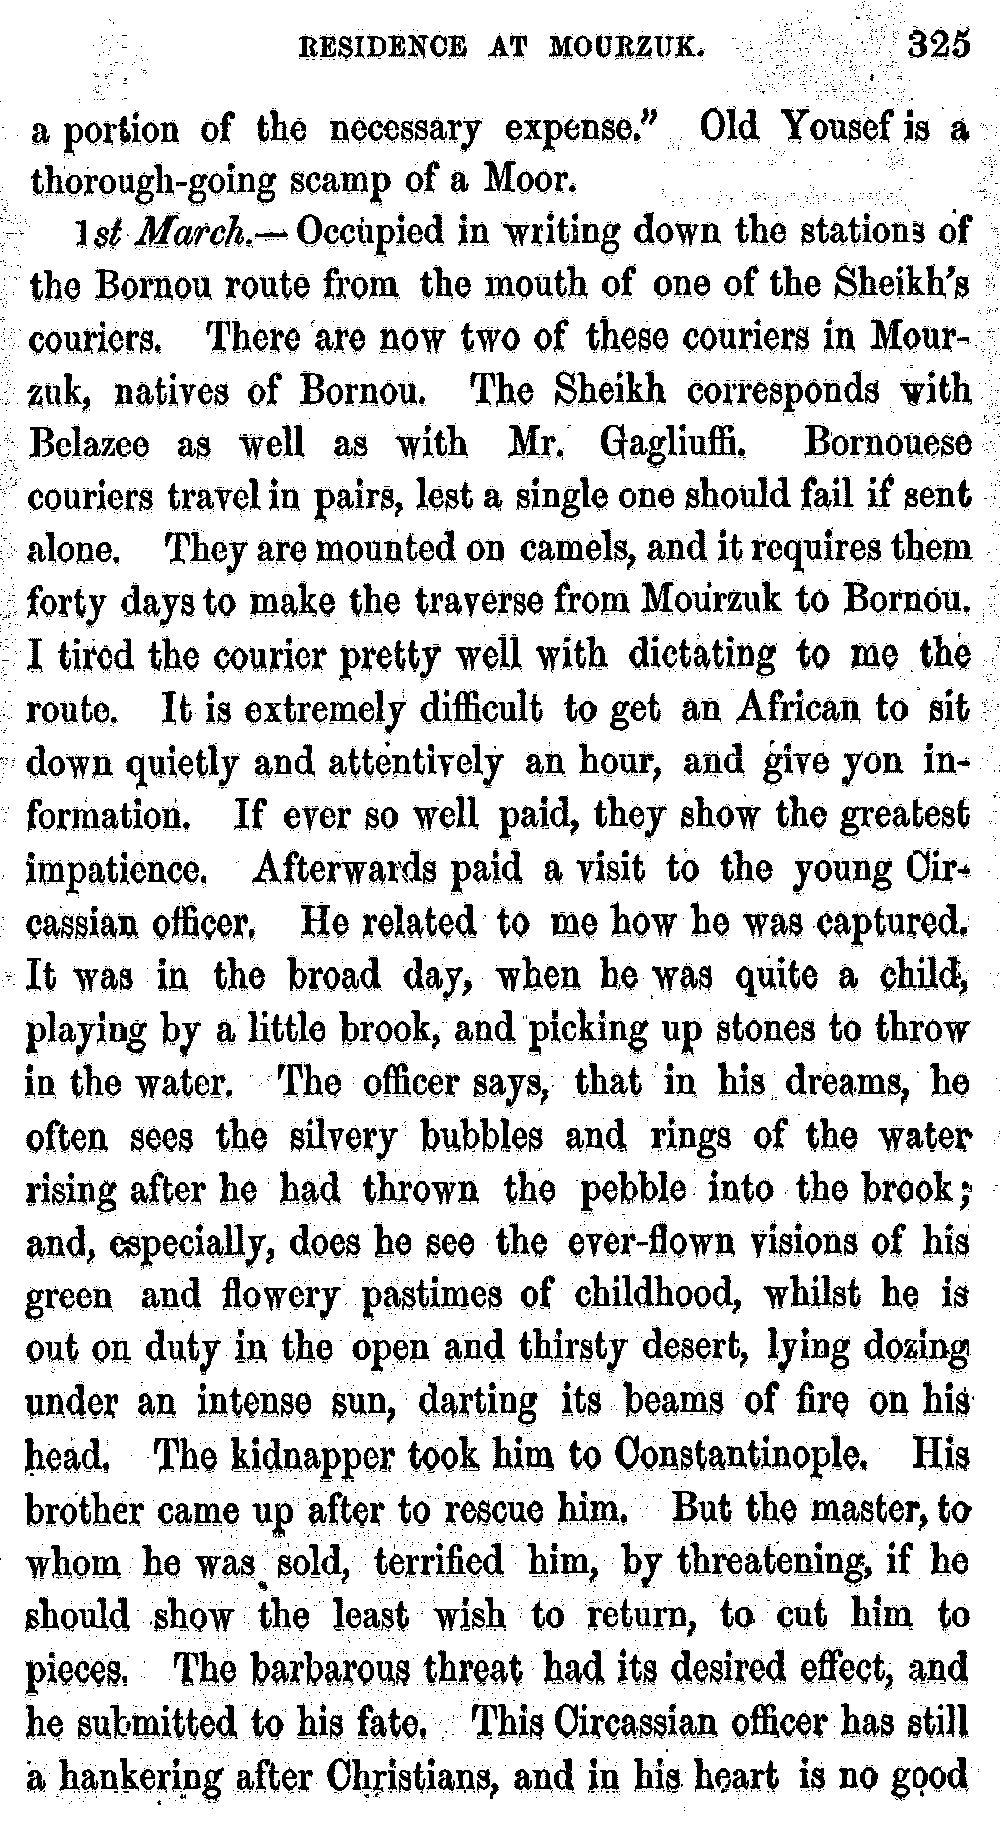 RESIDENCE AT MOURZUK. 325
a portion of the necessary expense." Old Yousef is a
thorough-going scamp of a Moor.
1st March.—Occupied in writing down the stations of
the Bornou route from the mouth of one of the Sheikh's
couriers. There are now two of these couriers in Mour-
zuk, natives of Bornou. The Sheikh corresponds with
Belazee as well as with Mr. Gagliuffi. Bornouese
couriers travel in pairs, lest a single one should fail if sent
alone. They are mounted on camels, and it requires them
forty days to make the traverse from Mourzuk to Bornou.
I tired the courier pretty well with dictating to me the
route. It is extremely difficult to get an African to sit
down quietly and attentively an hour, and give yon in-
formation. If ever so well paid, they show the greatest
impatience. Afterwards paid a visit to the young Cir-
cassian officer. He related to me how he was captured.
It was in the broad day, when he was quite a child,
playing by a little brook, and picking up stones to throw
in the water. The officer says, that in his dreams, he
often sees the silvery bubbles and rings of the water
rising after he had thrown the pebble into the brook;
and, especially, does he see the ever-flown visions of his
green and flowery pastimes of childhood, whilst he is
out on duty in the open and thirsty desert, lying dozing
under an intense sun, darting its beams of fire on his
head. The kidnapper took him to Constantinople. His
brother came up after to rescue him. But the master, to
whom he was sold, terrified him, by threatening, if he
should show the least wish to return, to cut him to
pieces. The barbarous threat had its desired effect, and
he submitted to his fate. This Circassian officer has still
a hankering after Christians, and in his heart is no good